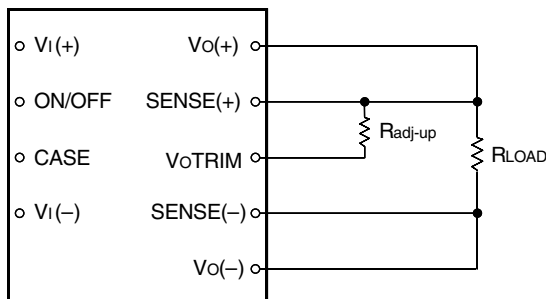 VI(+)
VO(+)
ON/OFF
SENSE(+)
Radj-up
CASE
VOTRIM
RLOAD
VI(–)
SENSE(–)
VO(–)